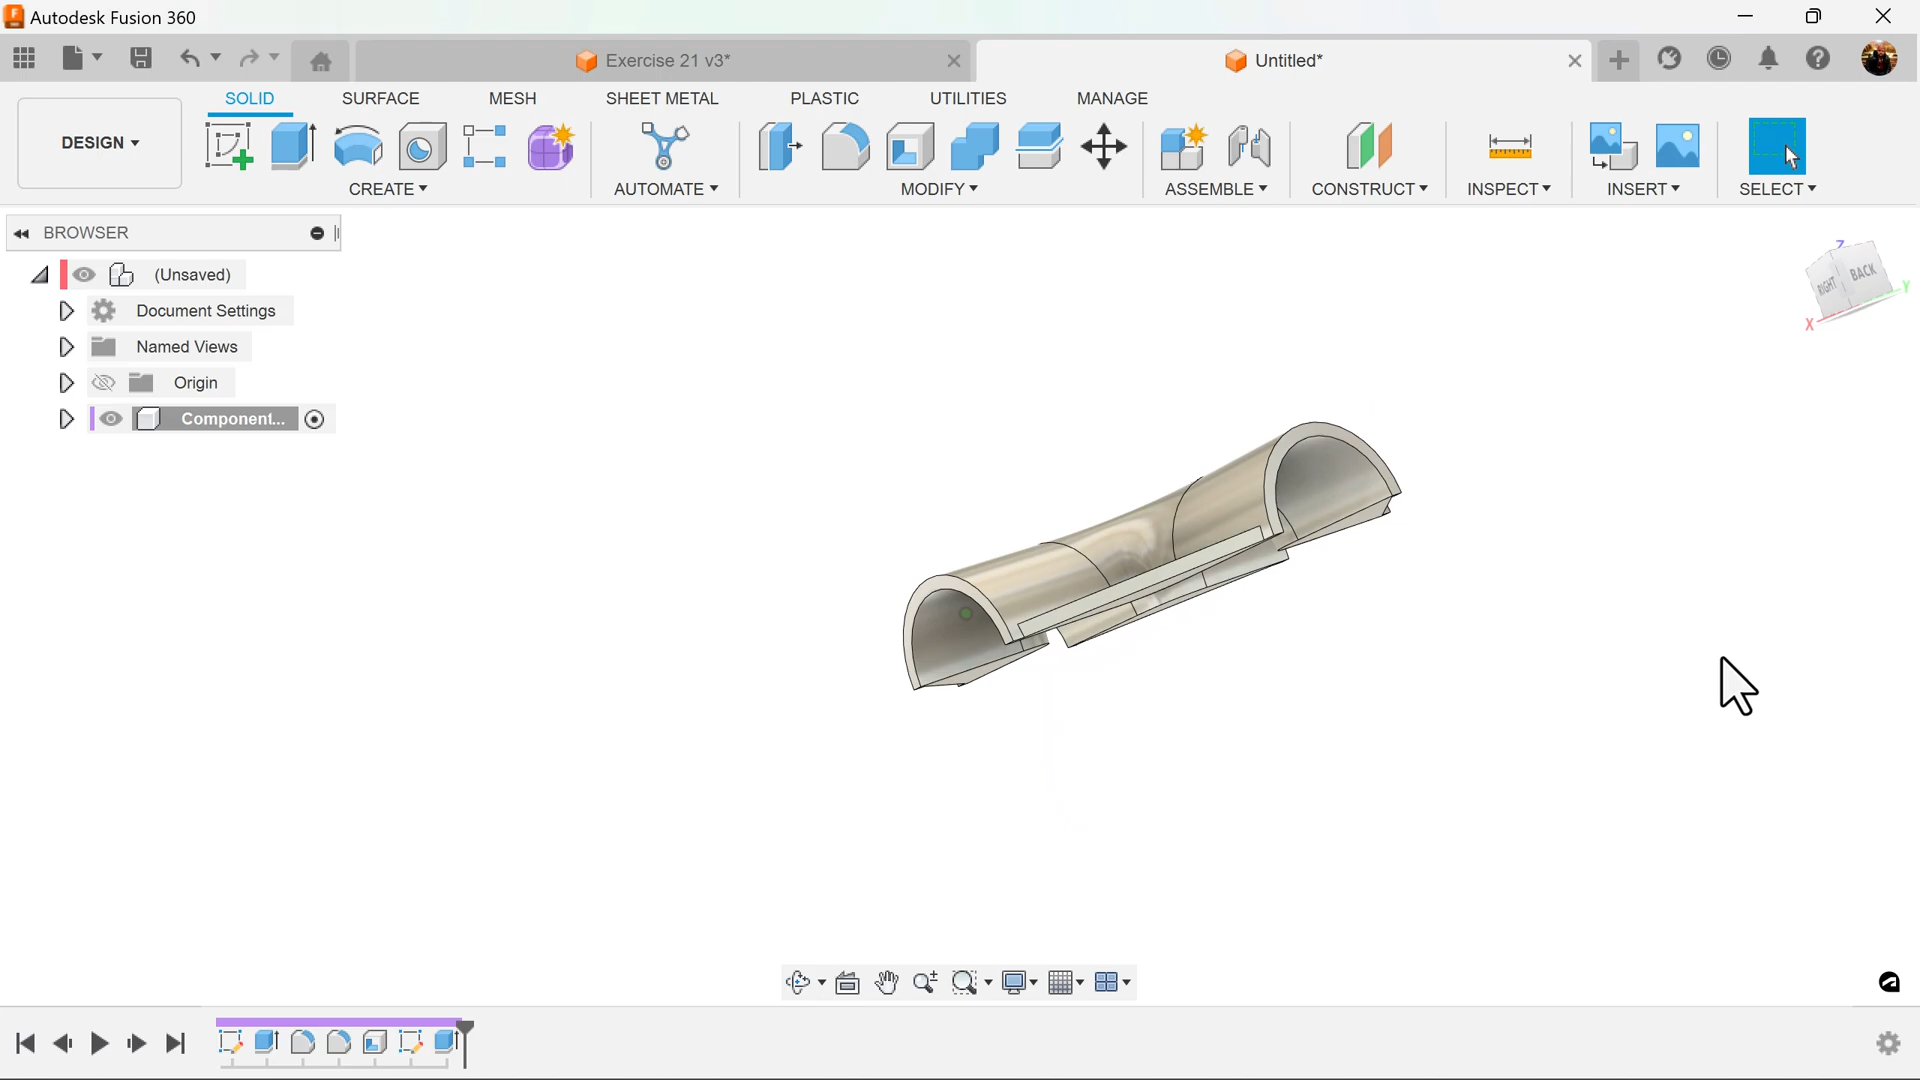 Autodesk Fusion 360
Exercise 21 v3*
Untitled*
DESIGN
SOLID
SURFACE
MESH
SHEET METAL
PLASTIC
UTILITIES
MANAGE
CREATE
AUTOMATE
MODIFY
ASSEMBLE
CONSTRUCT
INSPECT
INSERT
SELECT
BROWSER
(Unsaved)
Document Settings
Named Views
Origin
Component...
Z
RIGHT
BACK
Y
X